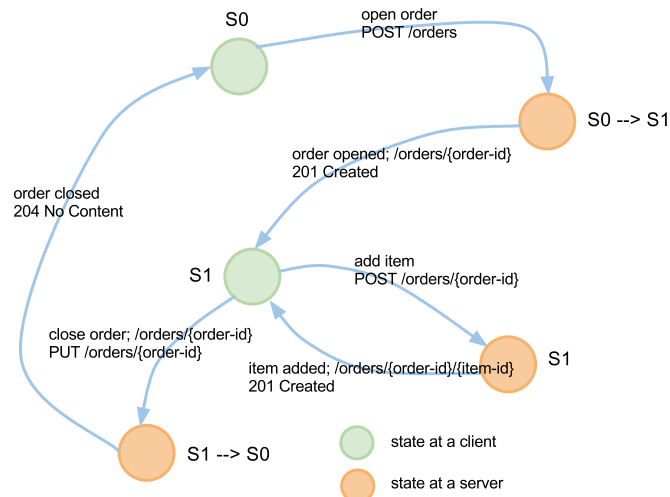 S0
open order
POST /orders
S0 --> S1
order opened; /orders/{order-id}
201 Created
order closed
204 No Content
S1
add item
POST /orders/{order-id}
close order; /orders/{order-id}
PUT /orders/{order-id}
item added; /orders/{order-id}/{item-id}
201 Created
S1
S1 --> S0
state at a client
state at a server